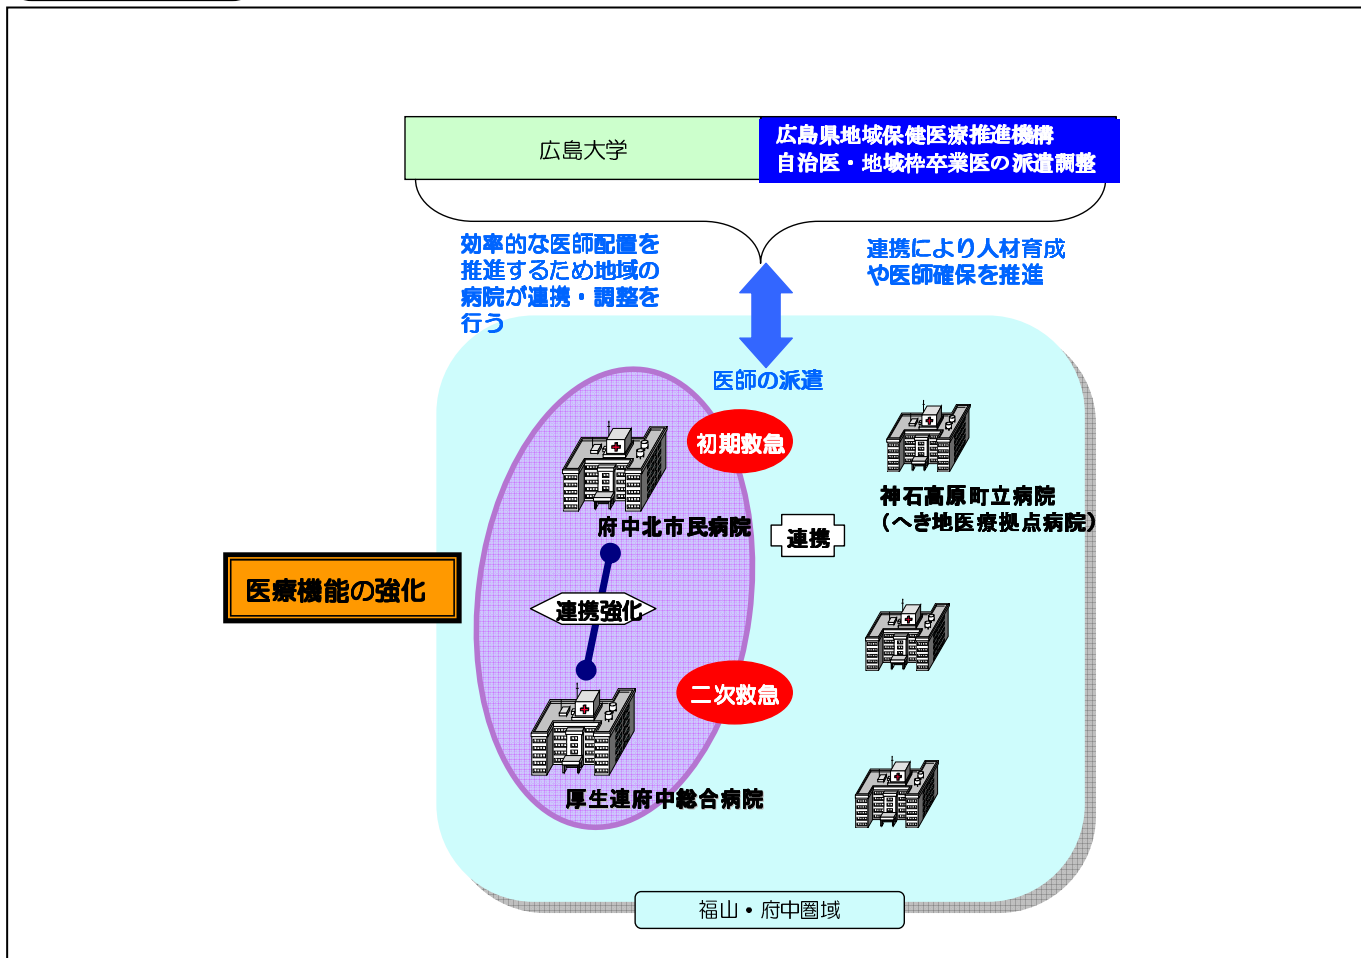 広島大学
広島県地域保健医療推進機構
自治医・地域枠卒業医の派遣調整
効率的な医師配置を
推進するため地域の
病院が連携・調整を
行う
連携により人材育成
や医師確保を推進
医師の派遣
初期救急
府中北市民病院
神石高原町立病院
（へき地医療拠点病院）
連携
医療機能の強化
連携強化
二次救急
厚生連府中総合病院
福山・府中圏域